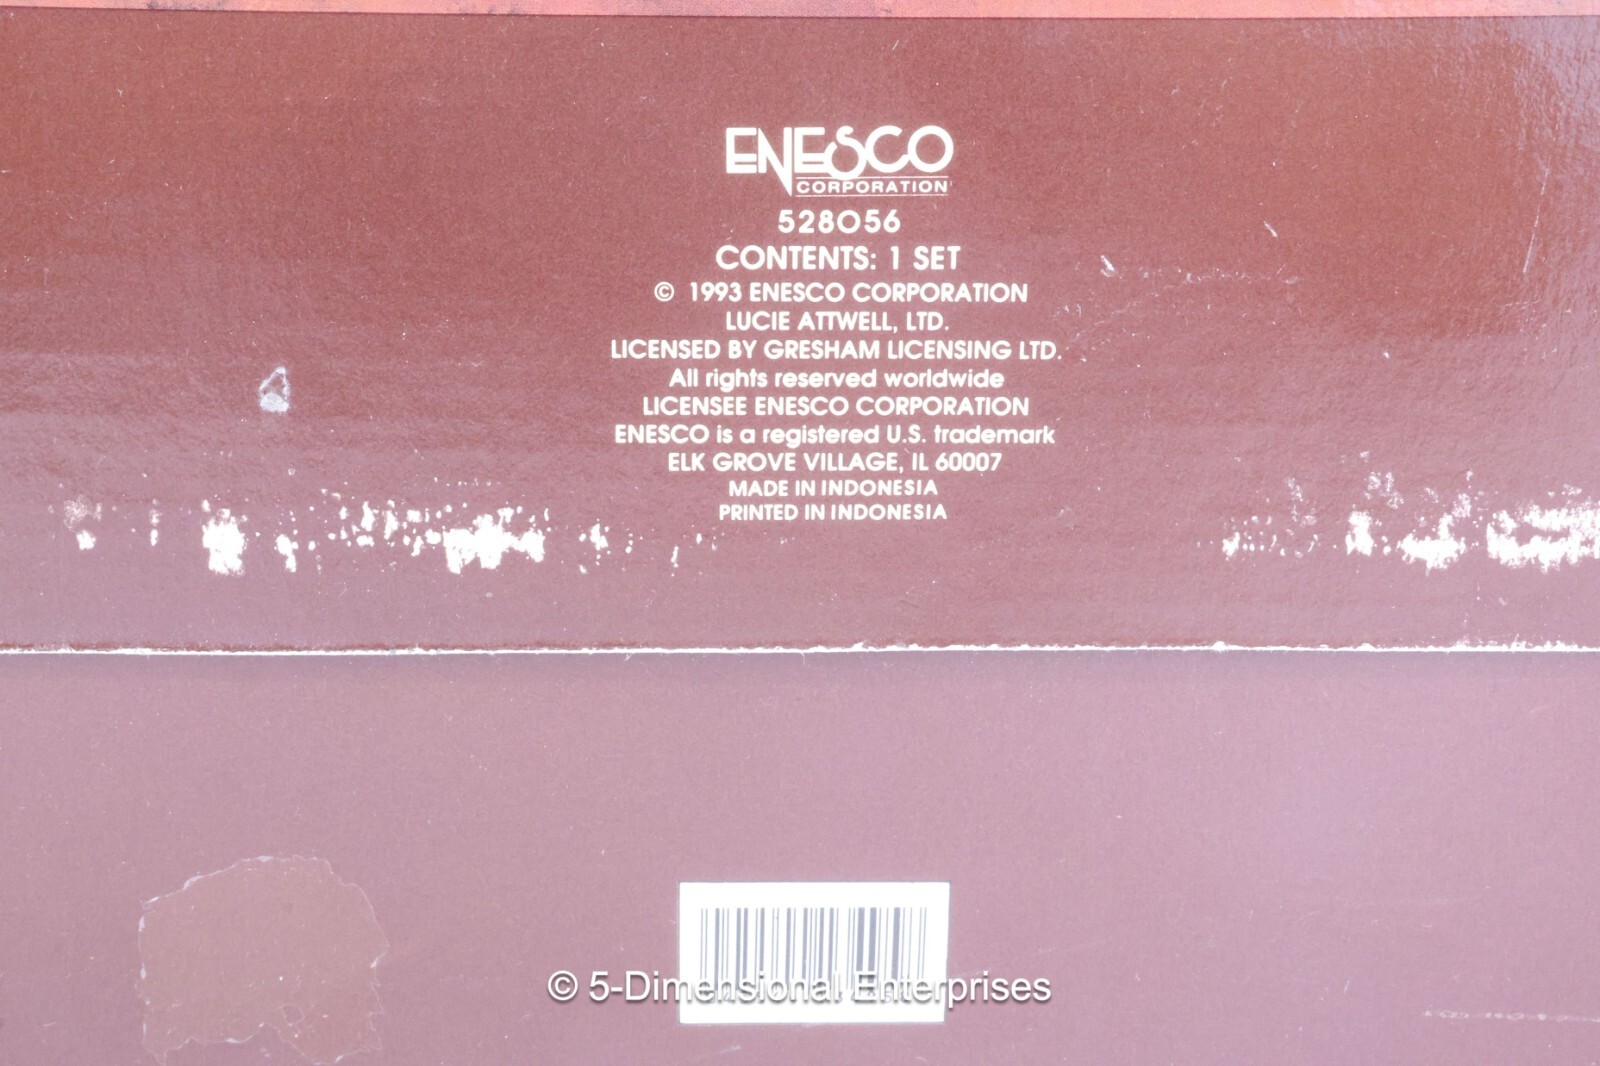 ENESCO
CORPORATION
528056
CONTENTS: 1 SET
© 1993 ENESCO CORPORATION
LUCIE ATTWELL, LTD.
LICENSED BY GRESHAM LICENSING LTD.
All rights reserved worldwide
LICENSEE ENESCO CORPORATION
ENESCO is a registered U.S. trademark
ELK GROVE VILLAGE, IL 60007
MADE IN INDONESIA
PRINTED IN INDONESIA
© 5-Dimensional Enterprises